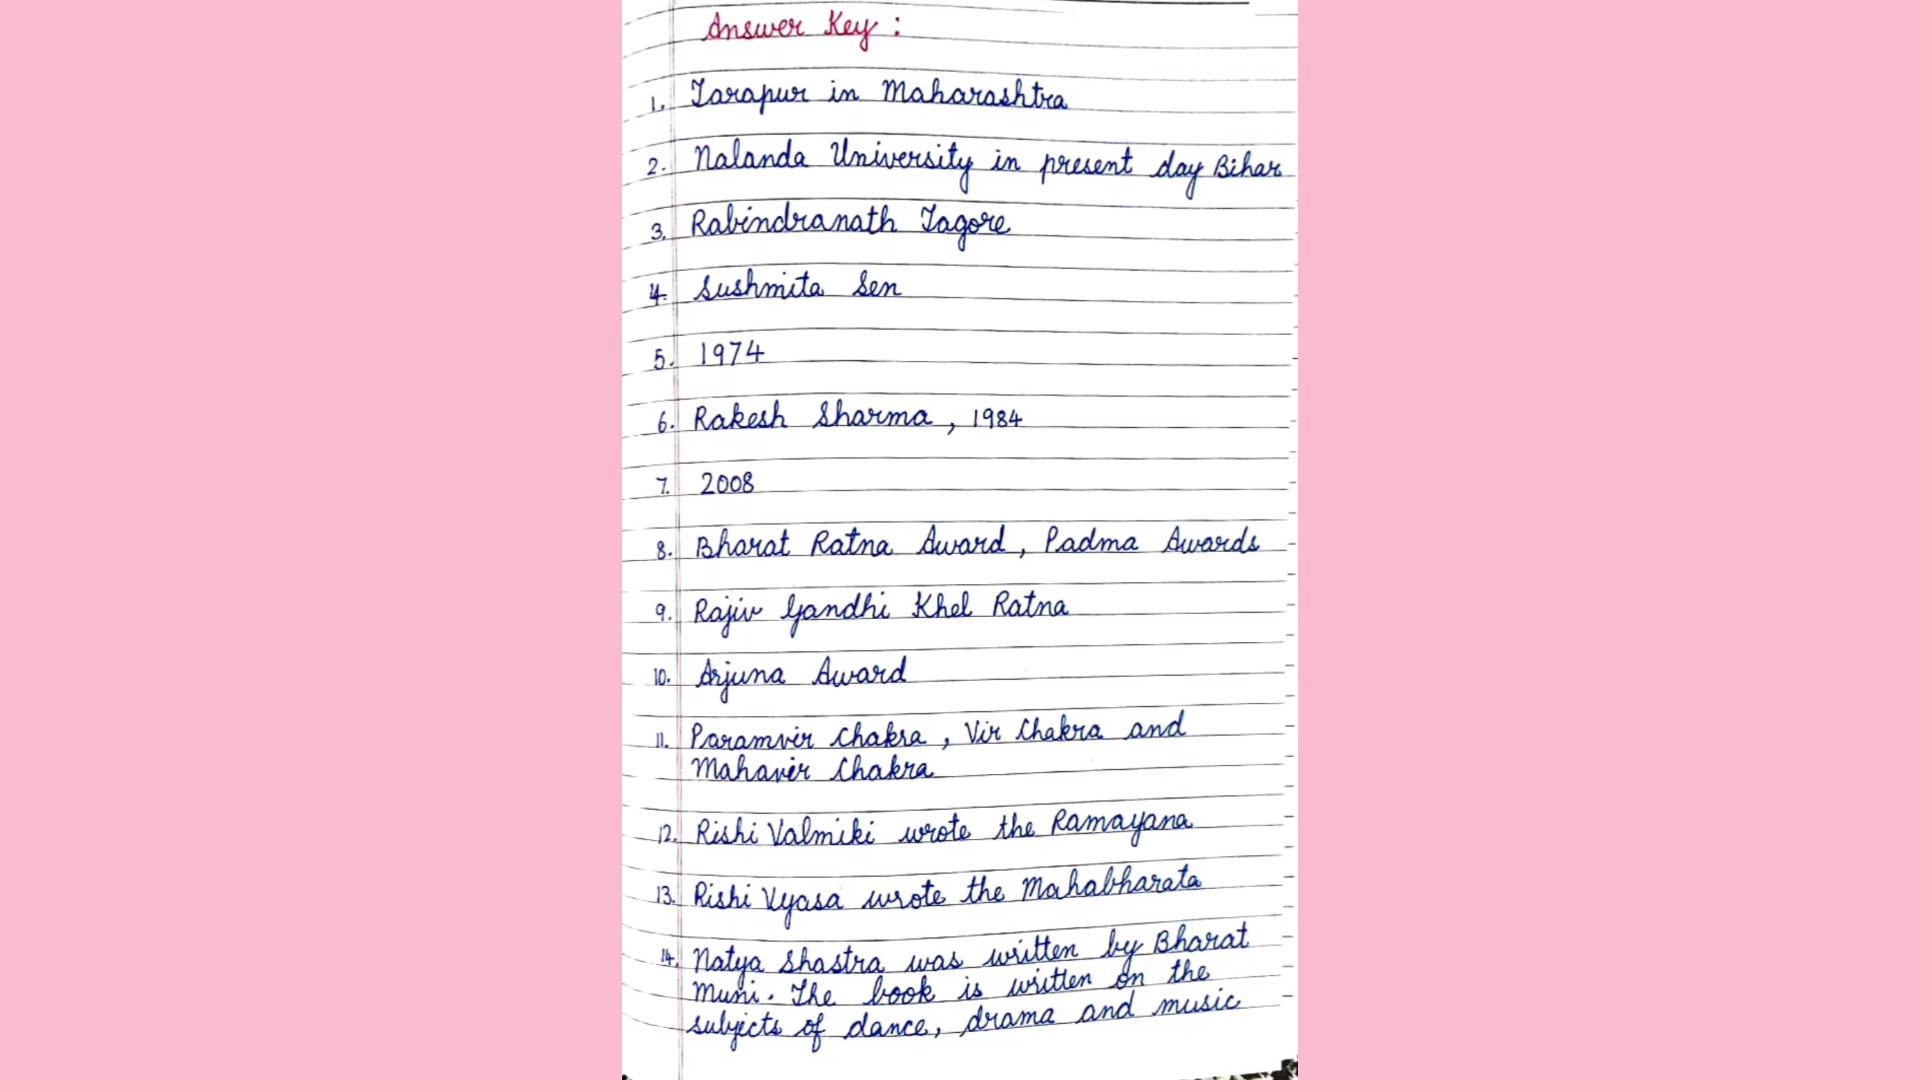 Answer Key :
1. Tarapur in Maharashtra
2. Nalanda University in present day Bihar
3. Rabindranath Tagore
4. Sushmita Sen
5. 1974
6. Rakesh Sharma, 1984
7. 2008
8. Bharat Ratna Award, Padma Awards
9. Rajiv Gandhi Khel Ratna
10. Arjuna Award
11. Paramvir Chakra, Vir Chakra and
Mahavir Chakra
12. Rishi Valmiki wrote the Ramayana
13. Rishi Vyasa wrote the Mahabharata
14. Natya Shastra was written by Bharat
Muni. The book is written on the
subjects of dance, drama and music